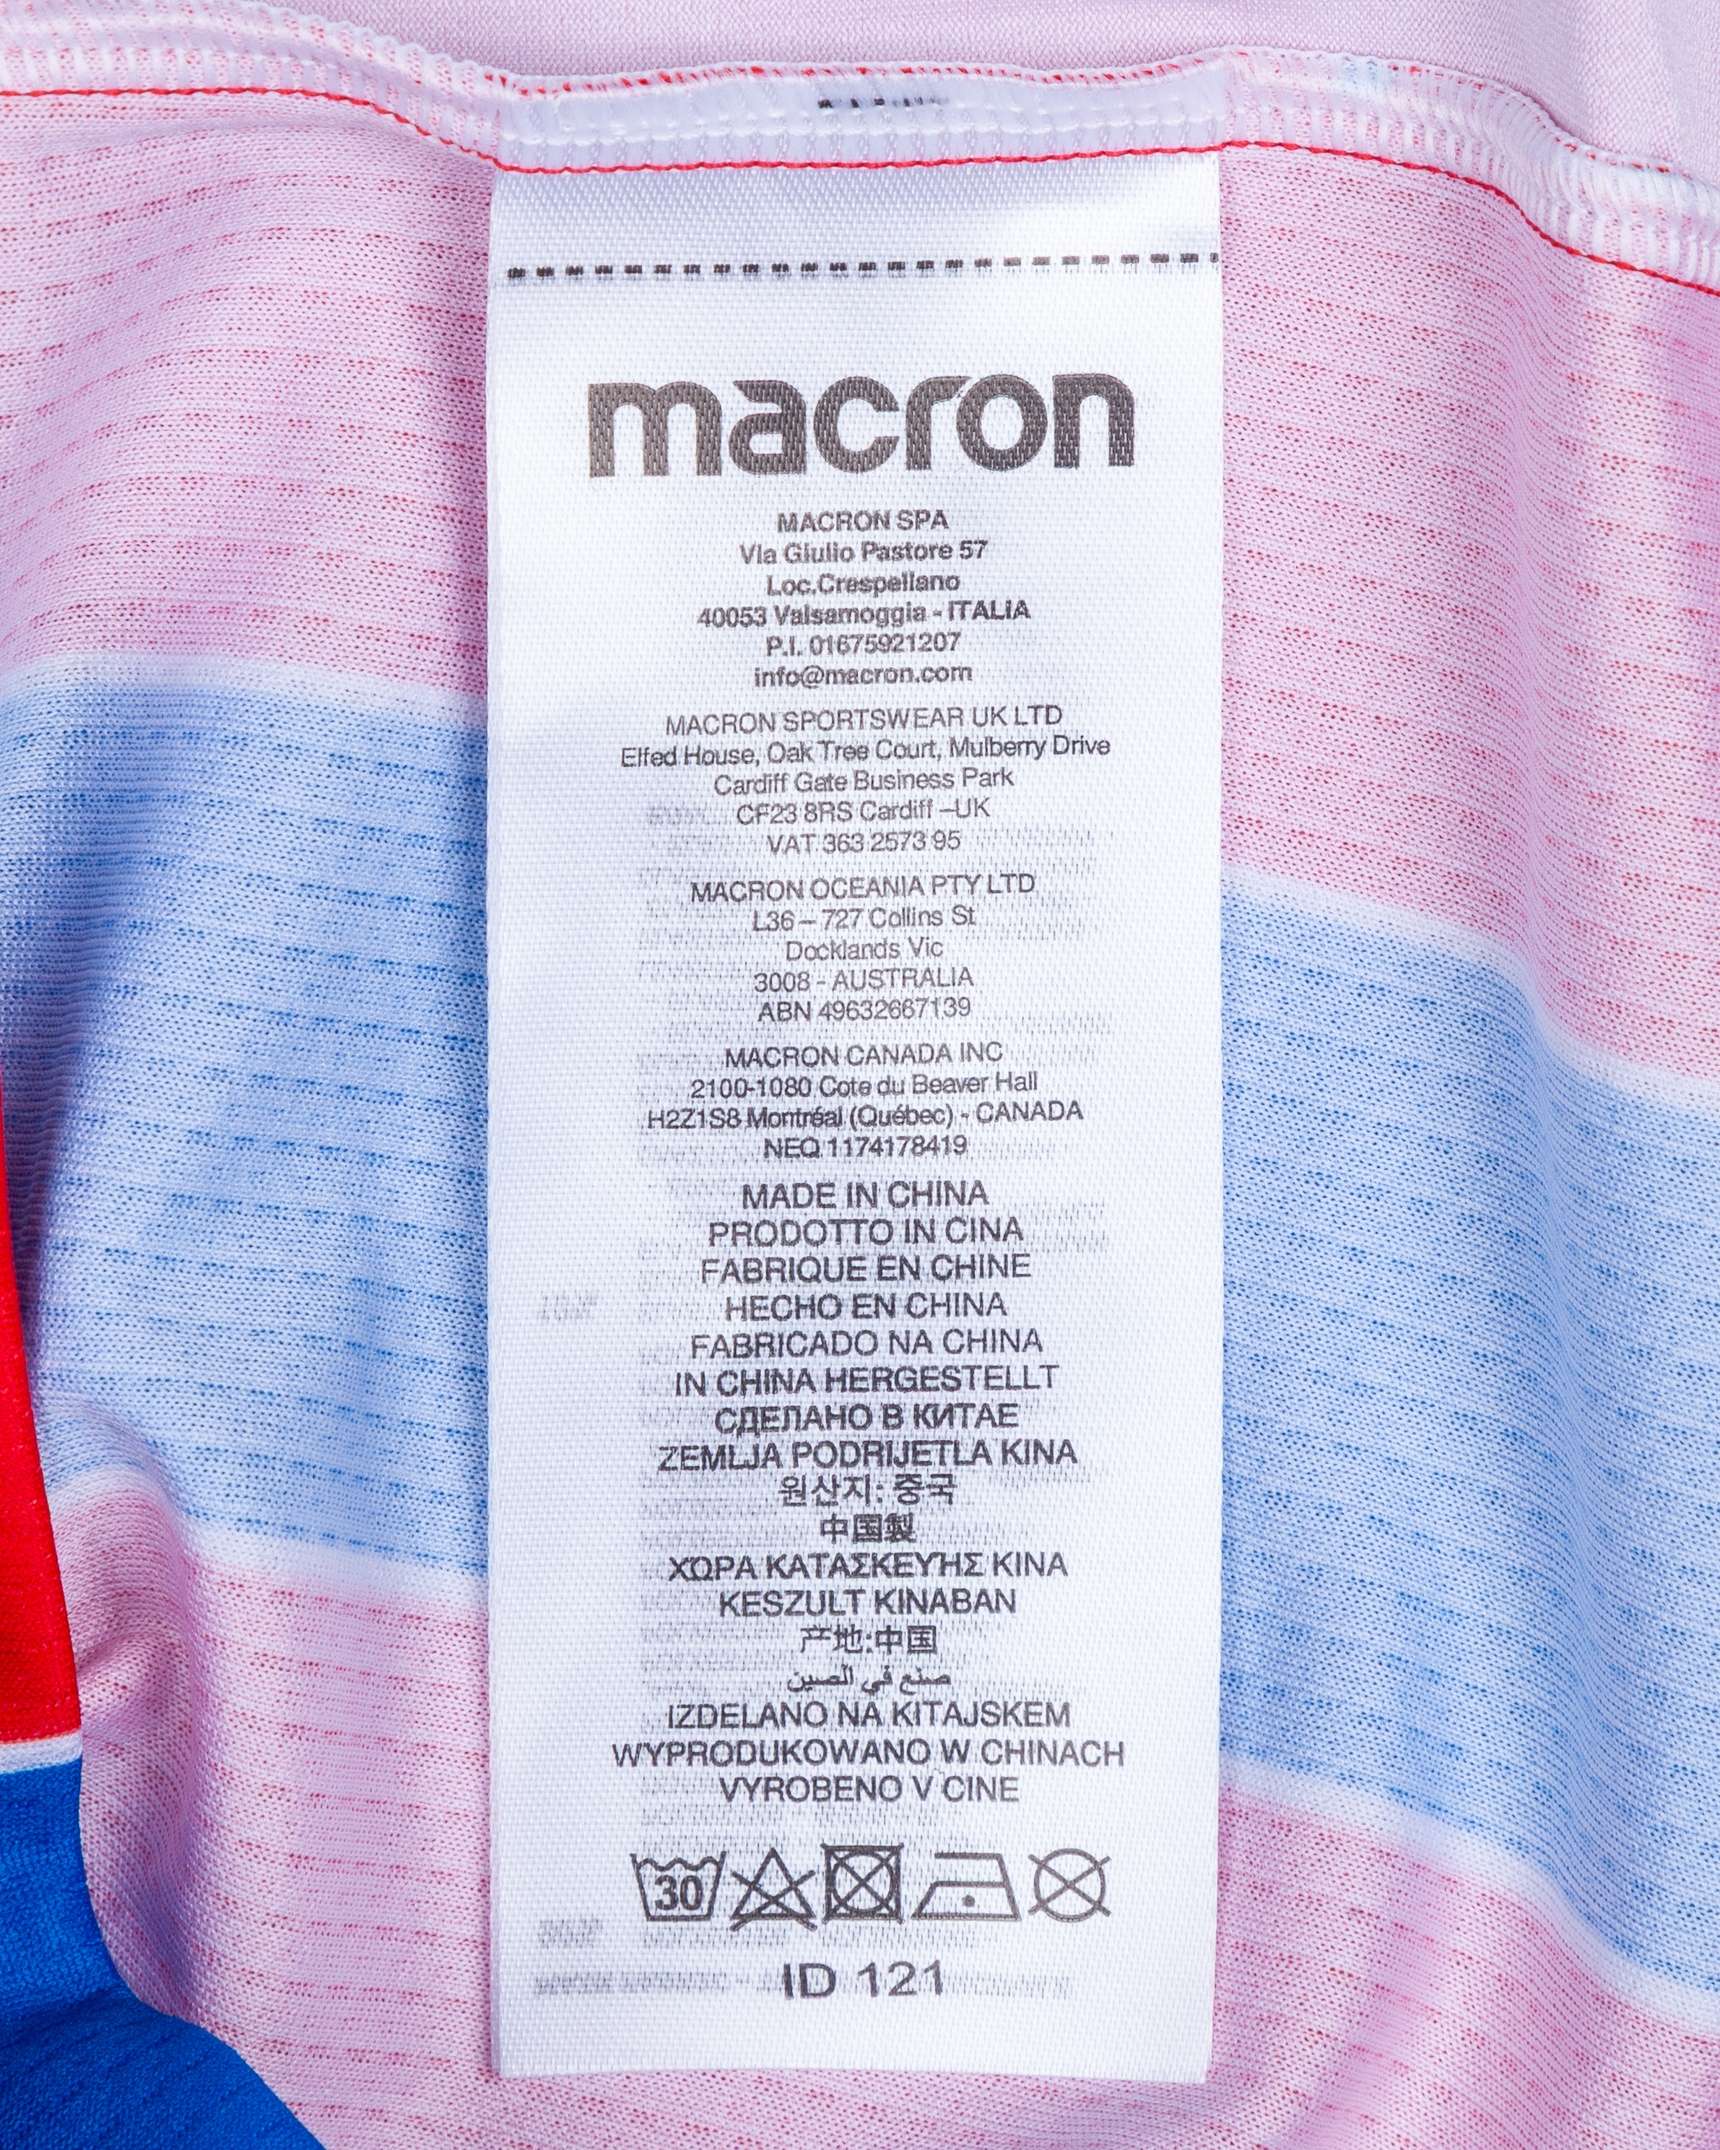 macron
MACRON SPA
Via Giulio Pastore 57
Loc.Crespellano
40053 Valsamoggia - ITALIA
P.I. 01675921207
info@macron.com
MACRON SPORTSWEAR UK LTD
Elfed House, Oak Tree Court, Mulberry Drive
Cardiff Gate Business Park
CF23 8RS Cardiff –UK
VAT 363 2573 95
MACRON OCEANIA PTY LTD
L36 – 727 Collins St
Docklands Vic
3008 - AUSTRALIA
ABN 49632667139
MACRON CANADA INC
2100-1080 Cote du Beaver Hall
H2Z1S8 Montréal (Québec) - CANADA
NEQ 1174178419
MADE IN CHINA
PRODOTTO IN CINA
FABRIQUE EN CHINE
HECHO EN CHINA
FABRICADO NA CHINA
IN CHINA HERGESTELLT
СДЕЛАНО В КИТАЕ
ZEMLJA PODRIJETLA KINA
원산지: 중국
中国製
ΧΏΡΑ ΚΑΤΑΣΚΕΥΉΣ ΚΙΝΑ
KESZULT KINABAN
产地:中国
صنع في الصين
IZDELANO NA KITAJSKEM
WYPRODUKOWANO W CHINACH
VYROBENO V CINE
30
ID 121